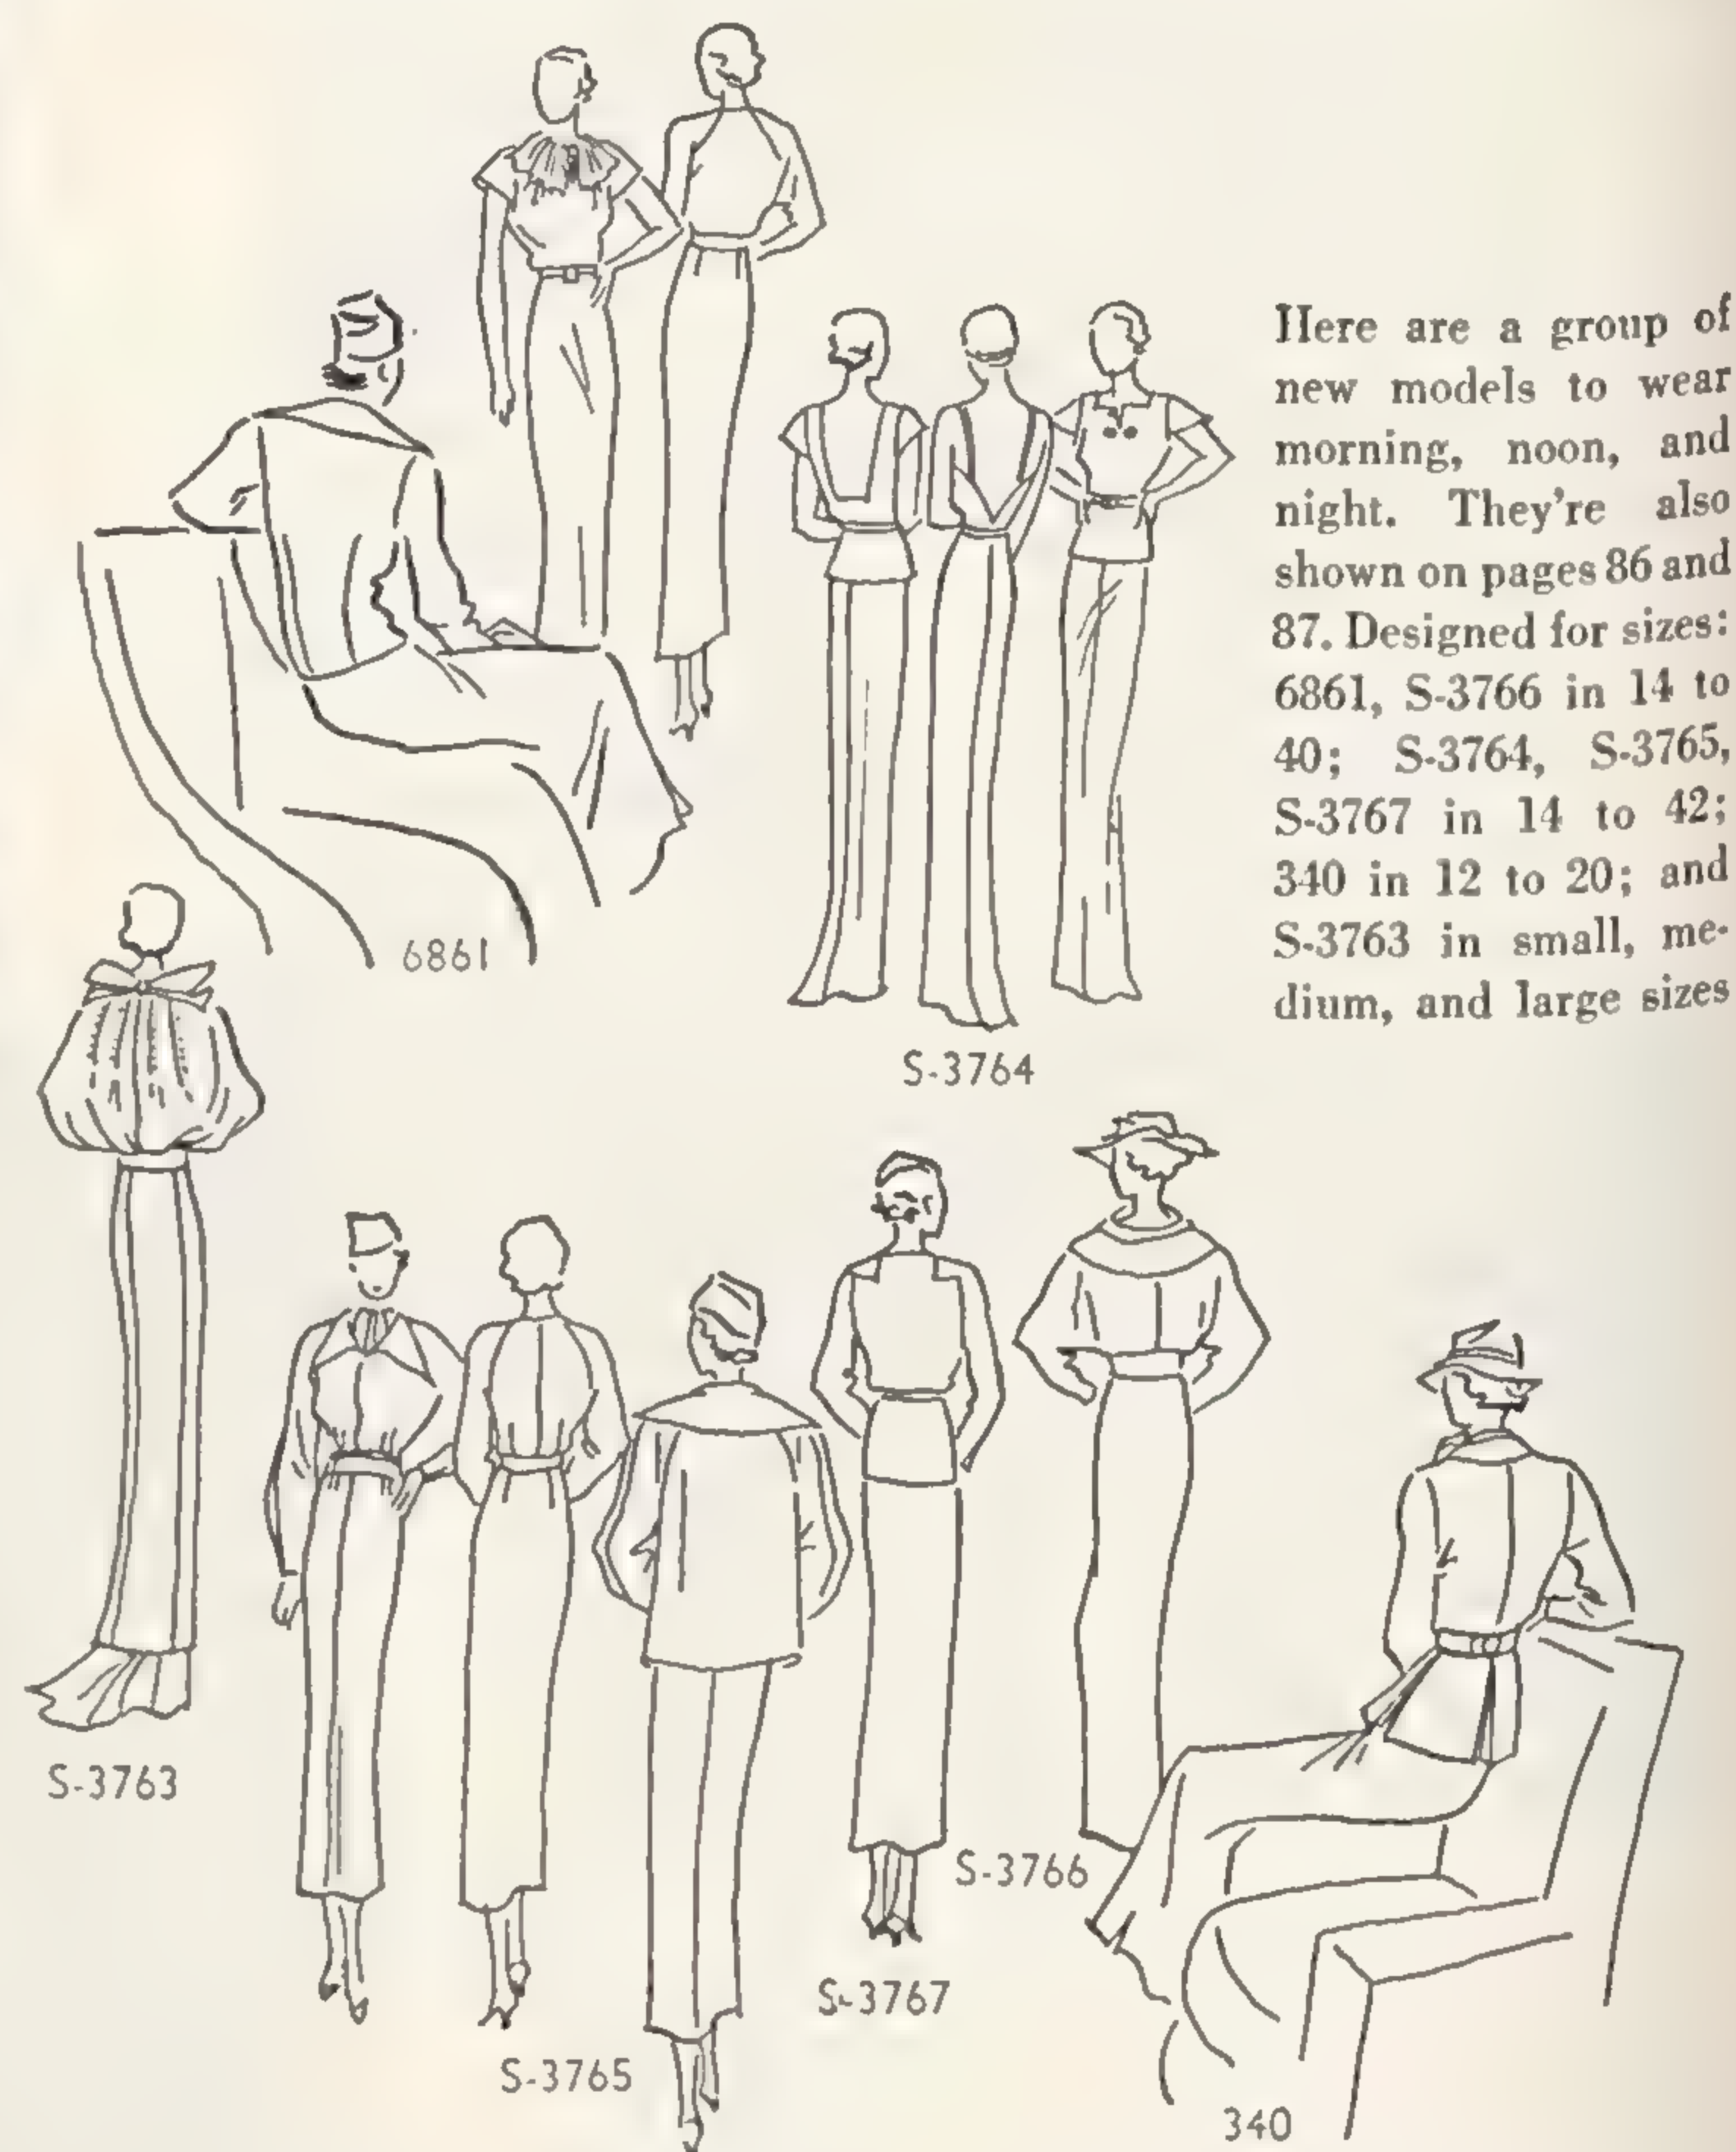 Here are a group of
new models to wear
morning, noon, and
night. They're also
shown on pages 86 and
87. Designed for sizes:
6861, S-3766 in 14 to
40; S-3764, S-3765,
S-3767 in 14 to 42;
340 in 12 to 20; and
S-3763 in small, me-
dium, and large sizes
6861
S-3764
S-3763
S-3766
S-3767
S-3765
340